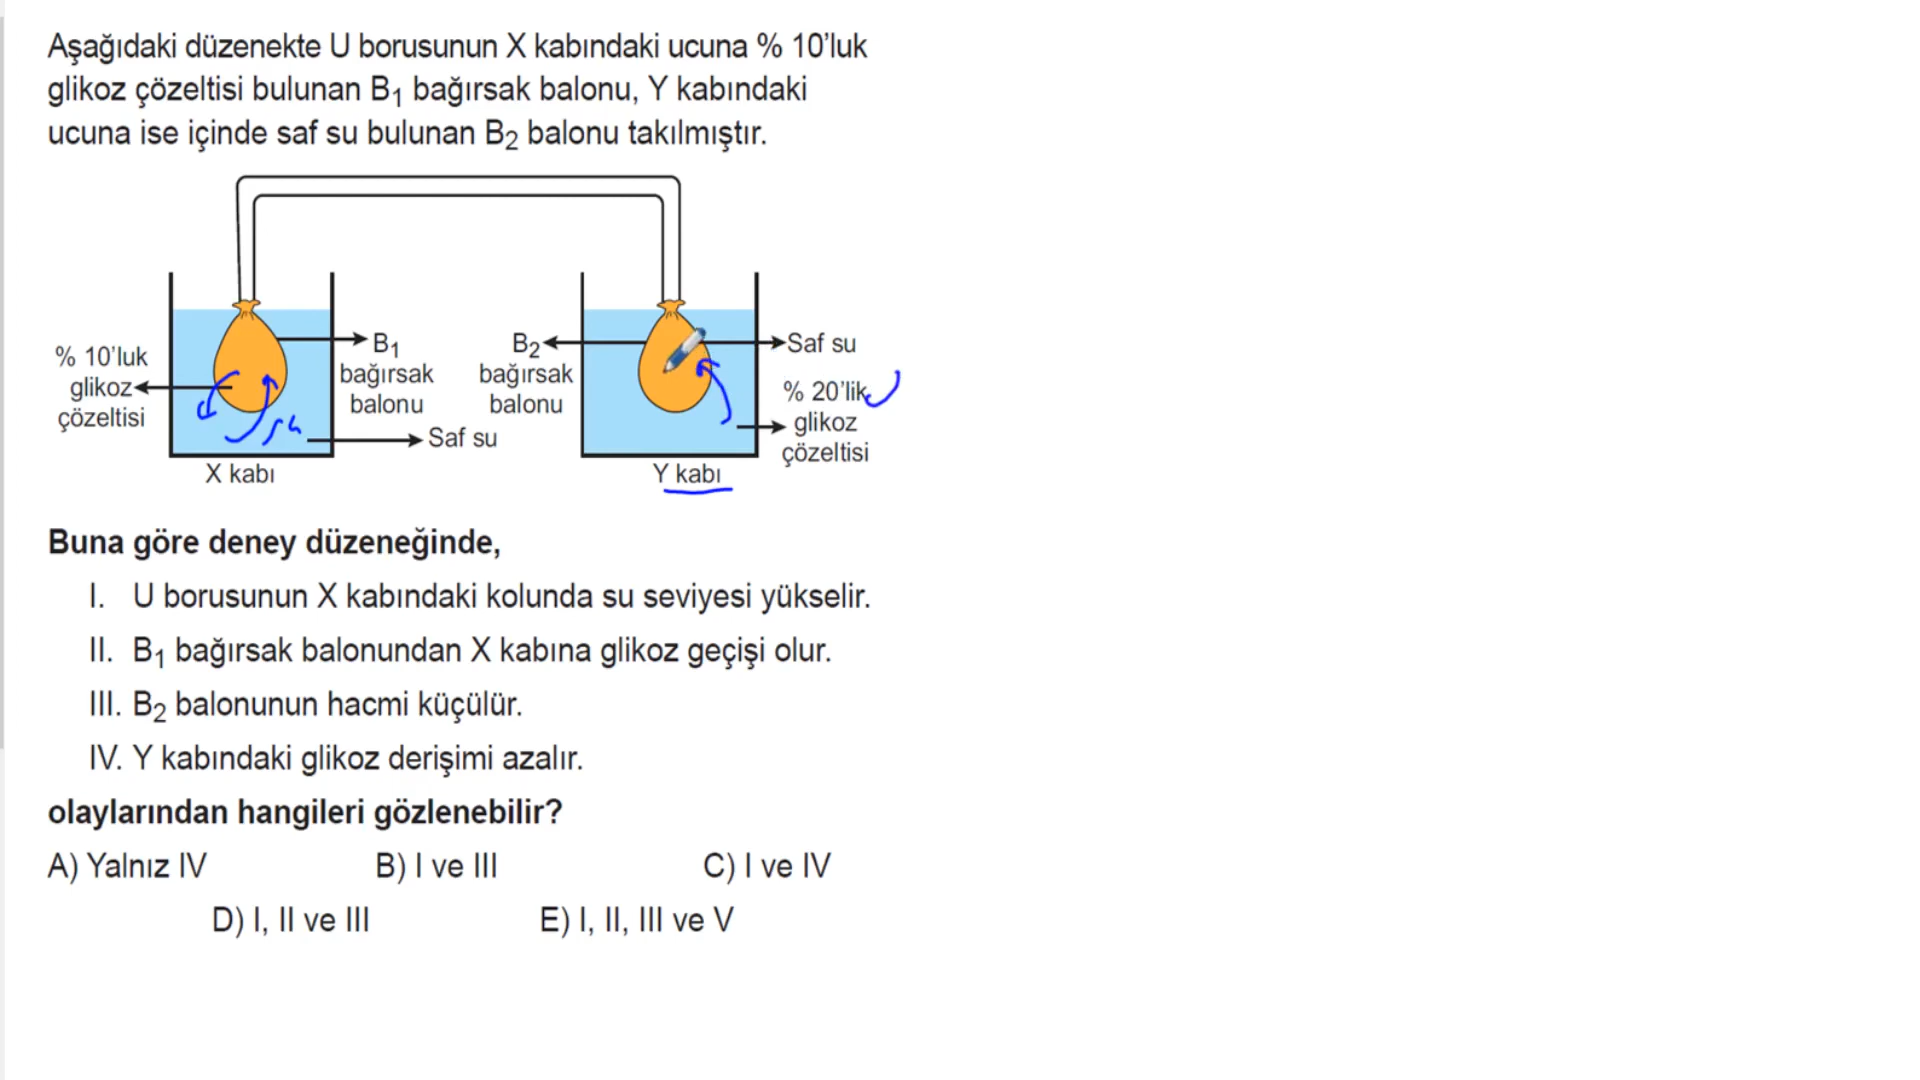 Aşağıdaki düzenekte U borusunun X kabındaki ucuna % 10'luk
glikoz çözeltisi bulunan B1 bağırsak balonu, Y kabındaki
ucuna ise içinde saf su bulunan B2 balonu takılmıştır.
% 10'luk
glikoz
çözeltisi
B1
bağırsak
balonu
Saf su
X kabı
B2
bağırsak
balonu
Saf su
% 20'lik
glikoz
çözeltisi
Y kabı
Buna göre deney düzeneğinde,
I. U borusunun X kabındaki kolunda su seviyesi yükselir.
II. B1 bağırsak balonundan X kabına glikoz geçişi olur.
III. B2 balonunun hacmi küçülür.
IV. Y kabındaki glikoz derişimi azalır.
olaylarından hangileri gözlenebilir?
A) Yalnız IV B) I ve III C) I ve IV
D) I, II ve III E) I, II, III ve V